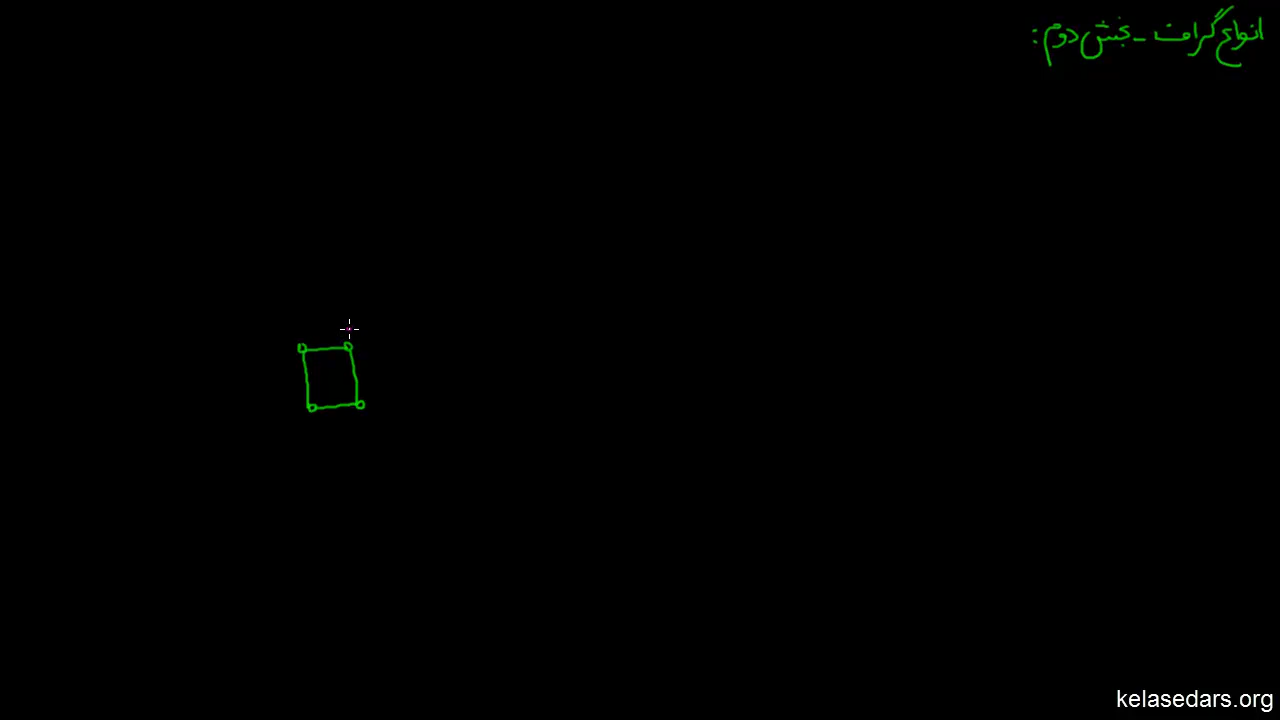 انواع گراف - بخش دوم :
kelasedars.org